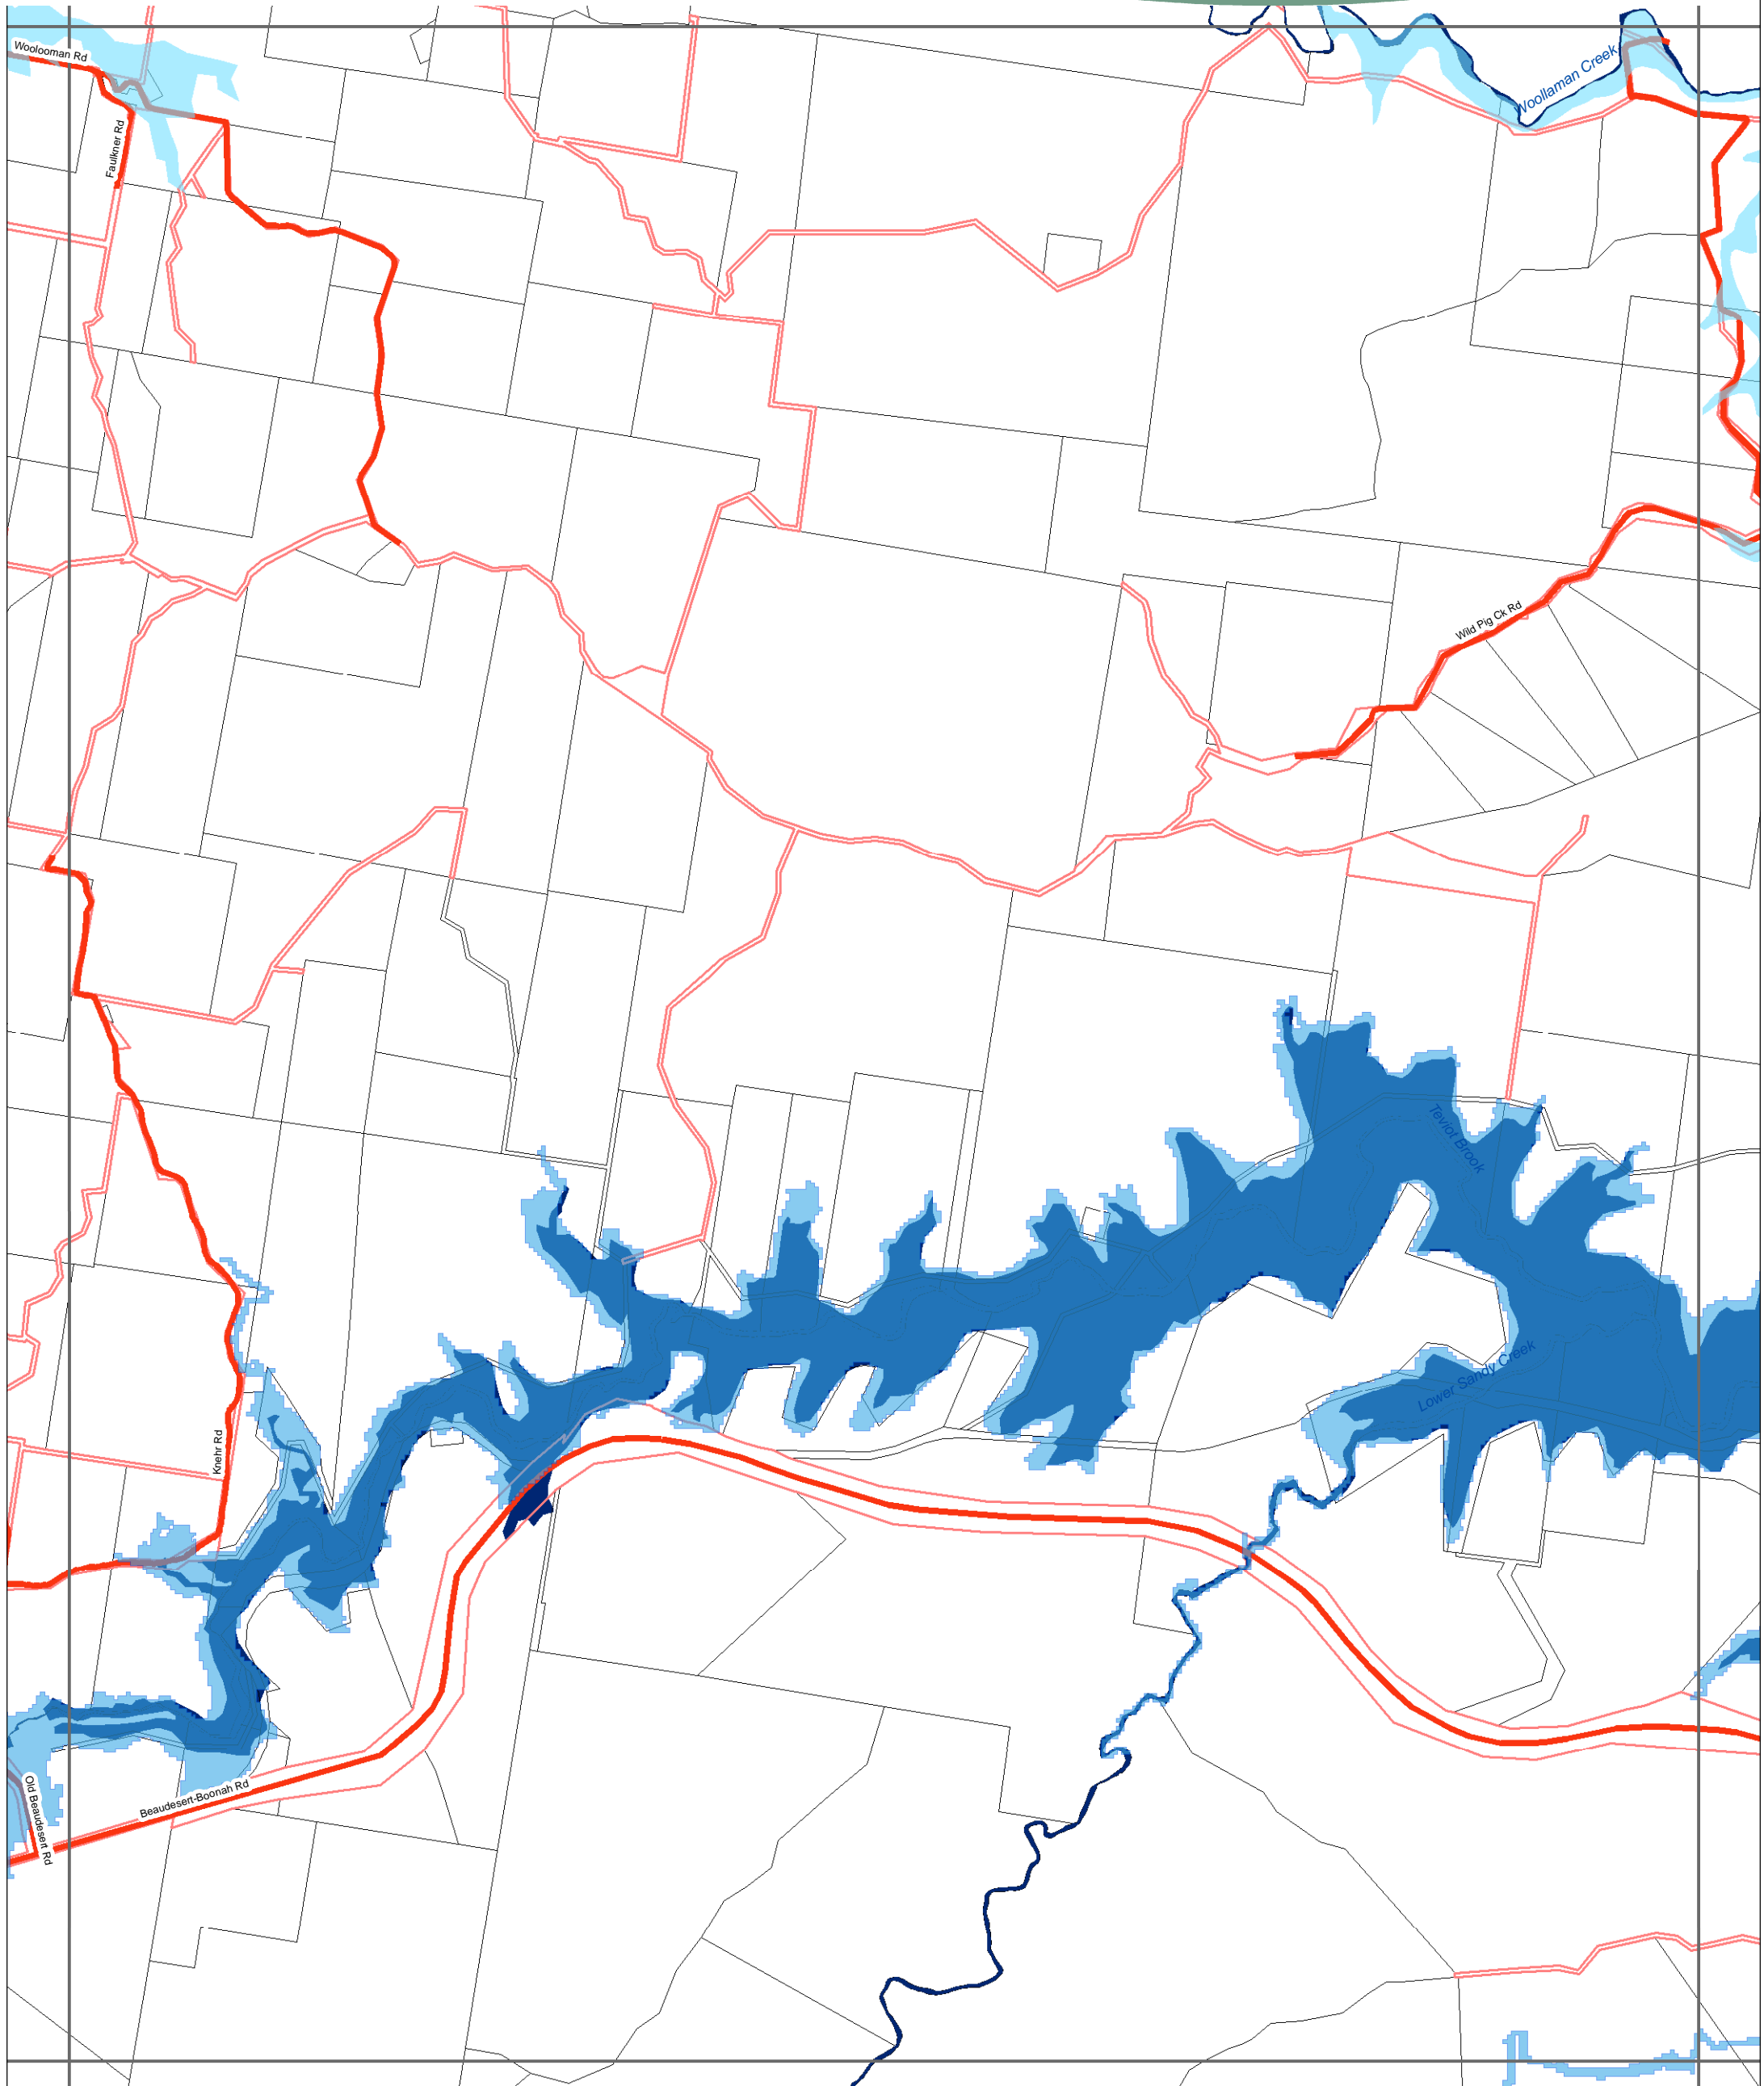 Woolooman Rd
Woollaman Creek
Faulkner Rd
Wild Pig Ck Rd
Teviot Brook
Lower Sandy Creek
Knehr Rd
Beaudesert-Boonah Rd
Old Beaudesert Rd